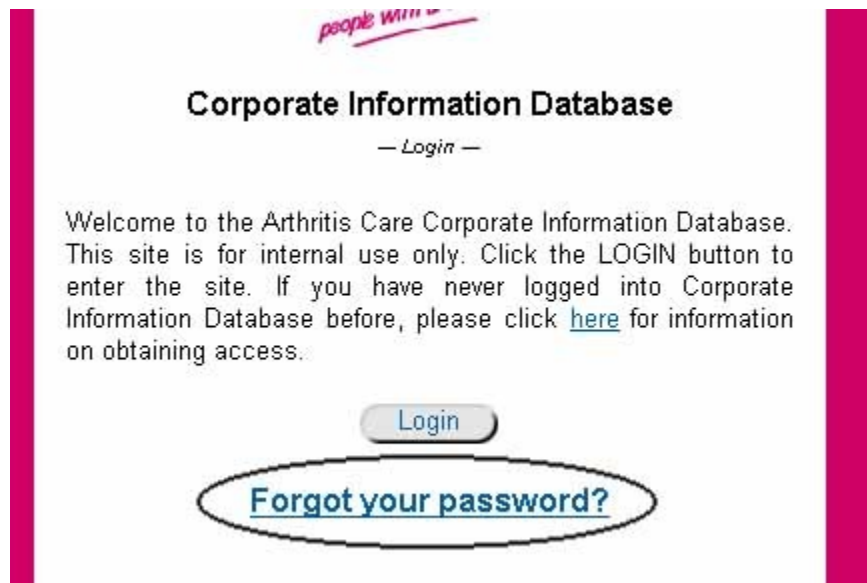 people with
Corporate Information Database
— Login —
Welcome to the Arthritis Care Corporate Information Database.
This site is for internal use only. Click the LOGIN button to
enter the site. If you have never logged into Corporate
Information Database before, please click here for information
on obtaining access.
Login
Forgot your password?